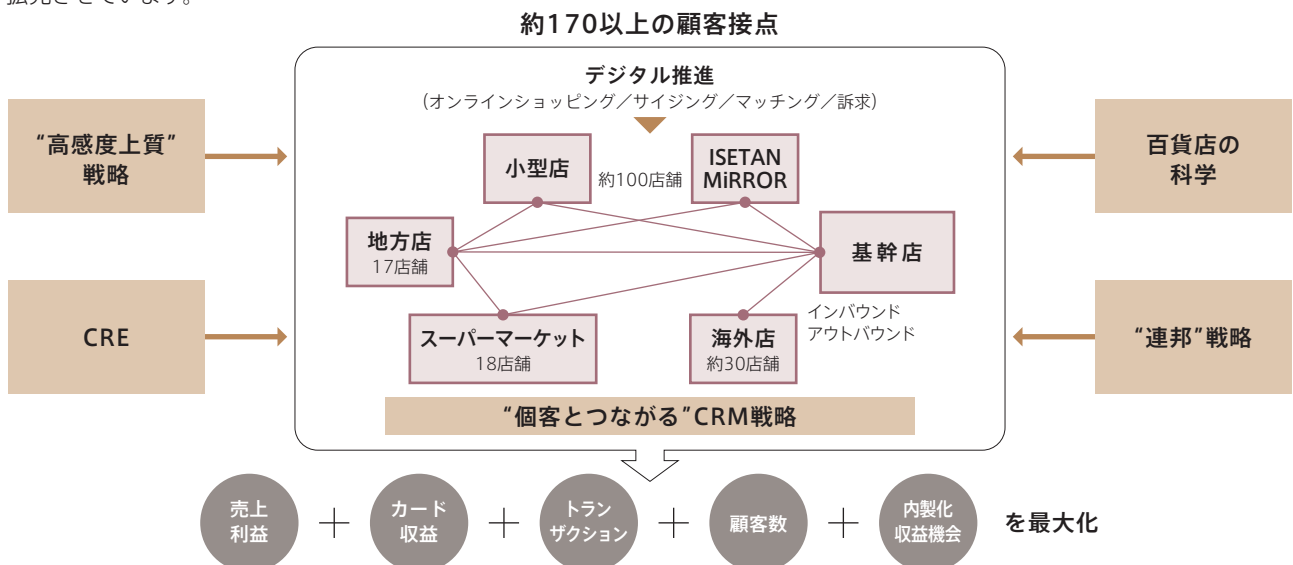 約170以上の顧客接点
デジタル推進
(オンラインショッピング／サイジング／マッチング／訴求)
“高感度上質”
戦略
CRE
小型店
約100店舗
ISETAN
MiRROR
地方店
17店舗
基幹店
スーパーマーケット
18店舗
海外店
約30店舗
インバウンド
アウトバウンド
百貨店の
科学
“連邦”戦略
“個客とつながる”CRM戦略
売上
利益
＋
カード
収益
＋
トラン
ザクション
＋
顧客数
＋
内製化
収益機会
を最大化